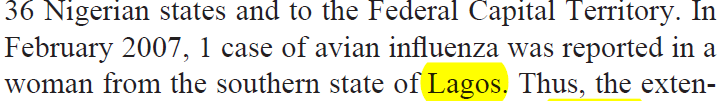 36 Nigerian states and to the Federal Capital Territory. In
February 2007, 1 case of avian influenza was reported in a
woman from the southern state of Lagos. Thus, the exten-